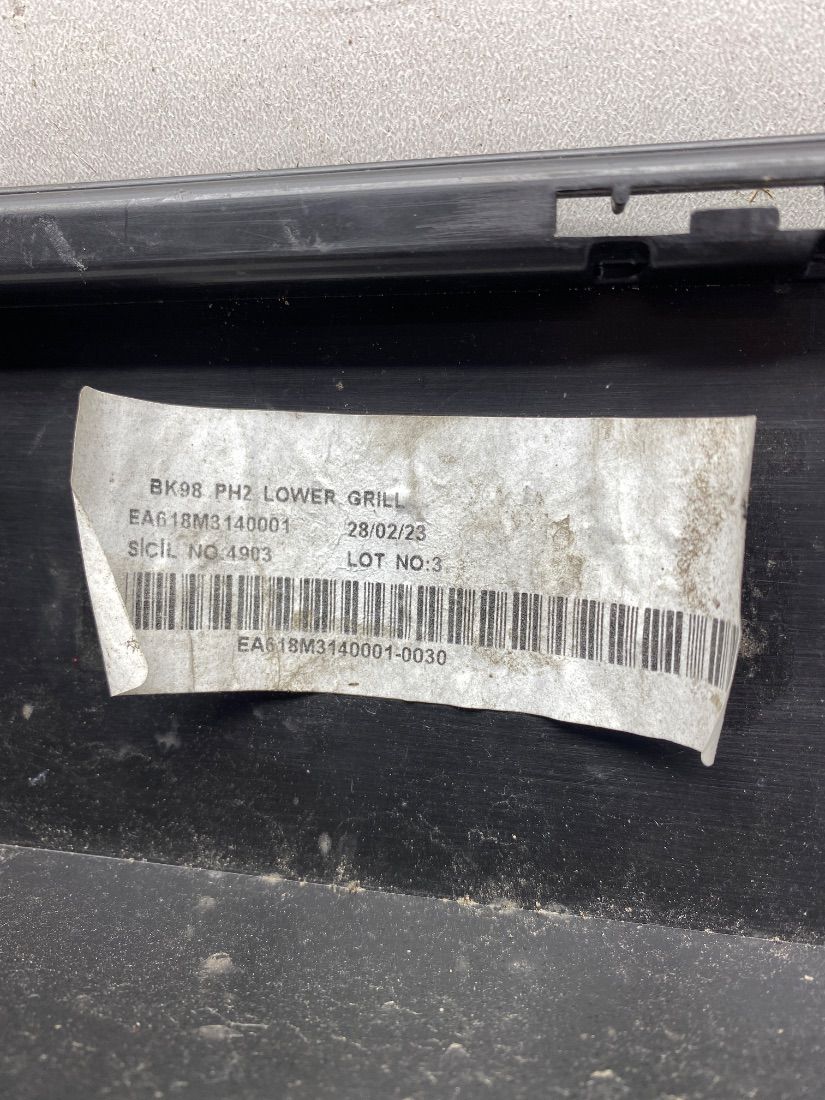 BK98 PH2 LOWER GRILL
EA618M3140001 28/02/23
SİCİL NO:4903 LOT NO:3
EA618M3140001-0030